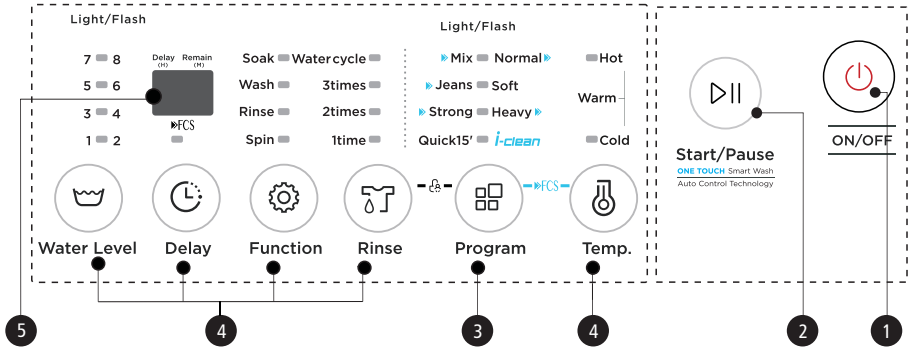 Light/Flash
Light/Flash
7 8
5 6
3 4
1 2
Delay (H)
Remain (M)
FCS
Soak
Wash
Rinse
Spin
Water cycle
3times
2times
1time
Mix Normal
Jeans Soft
Strong Heavy
Quick15' i-clean
Hot
Warm
Cold
Start/Pause
ONE TOUCH Smart Wash
Auto Control Technology
ON/OFF
FCS
Water Level
Delay
Function
Rinse
Program
Temp.
5
4
3
4
2
1